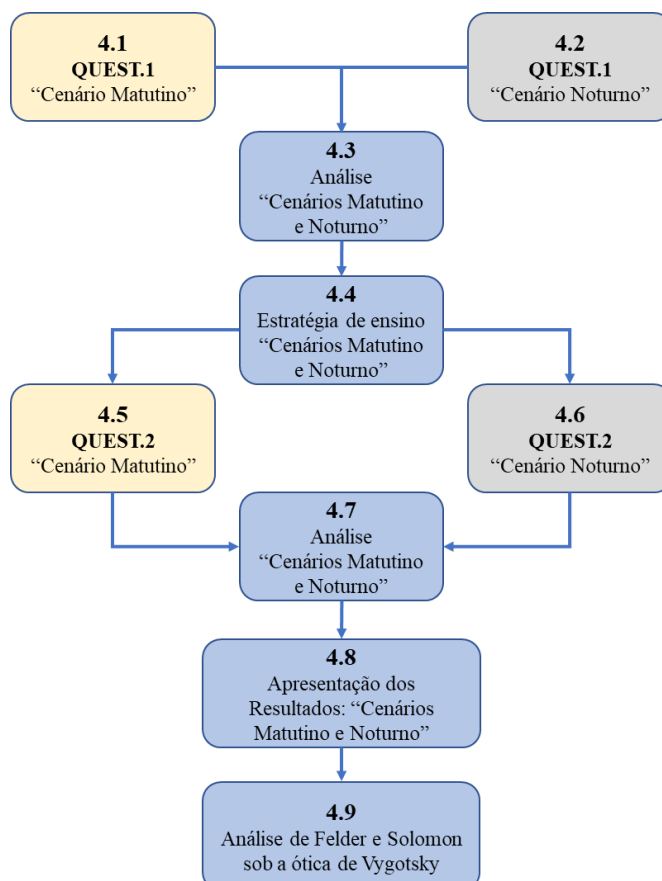 4.1
QUEST.1
“Cenário Matutino”
4.2
QUEST.1
“Cenário Noturno”
4.3
Análise
“Cenários Matutino
e Noturno”
4.4
Estratégia de ensino
“Cenários Matutino
e Noturno”
4.5
QUEST.2
“Cenário Matutino”
4.6
QUEST.2
“Cenário Noturno”
4.7
Análise
“Cenários Matutino
e Noturno”
4.8
Apresentação dos
Resultados: “Cenários
Matutino e Noturno”
4.9
Análise de Felder e Solomon
sob a ótica de Vygotsky